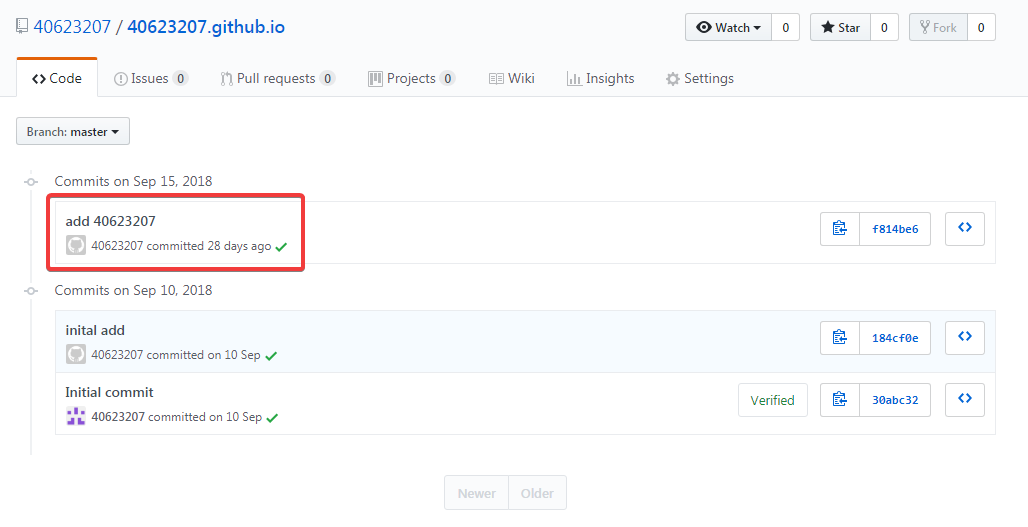 40623207 / 40623207.github.io
Watch 0 Star 0 Fork 0
Code Issues 0 Pull requests 0 Projects 0 Wiki Insights Settings
Branch: master
Commits on Sep 15, 2018
add 40623207
40623207 committed 28 days ago
f814be6
Commits on Sep 10, 2018
inital add
40623207 committed on 10 Sep
184cf0e
Initial commit
40623207 committed on 10 Sep
Verified 30abc32
Newer Older